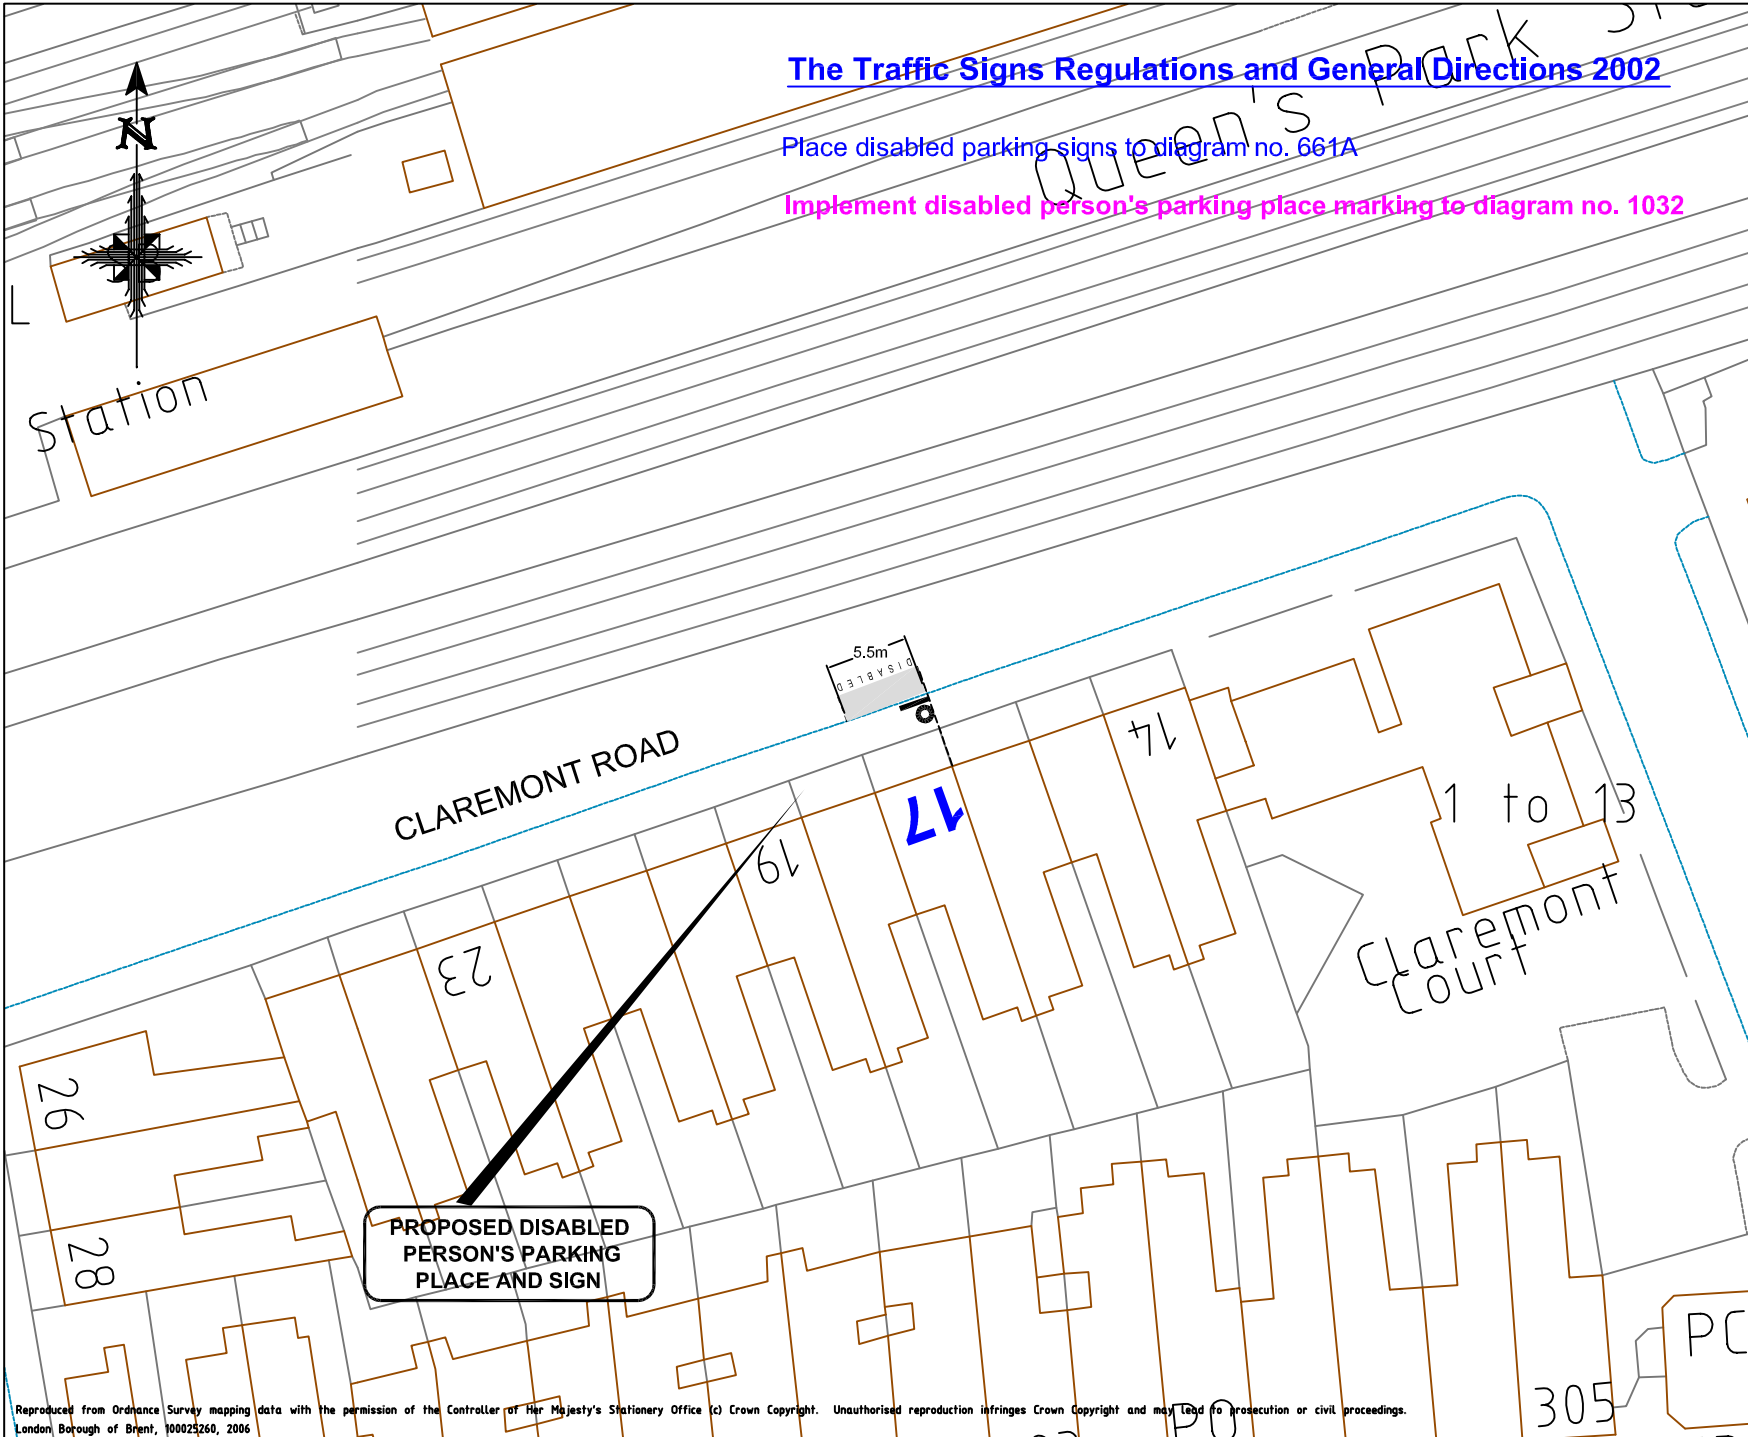 The Traffic Signs Regulations and General Directions 2002
Place disabled parking signs to diagram no. 661A
Implement disabled person's parking place marking to diagram no. 1032
Queen's Park
N
L
Station
5.5m
DISABLED
CLAREMONT ROAD
14
17
19
23
1 to 13
Claremont
Court
26
28
PROPOSED DISABLED
PERSON'S PARKING
PLACE AND SIGN
PO
305
Reproduced from Ordnance Survey mapping data with the permission of the Controller of Her Majesty's Stationery Office (c) Crown Copyright. Unauthorised reproduction infringes Crown Copyright and may lead to prosecution or civil proceedings.
London Borough of Brent, 100025260, 2006